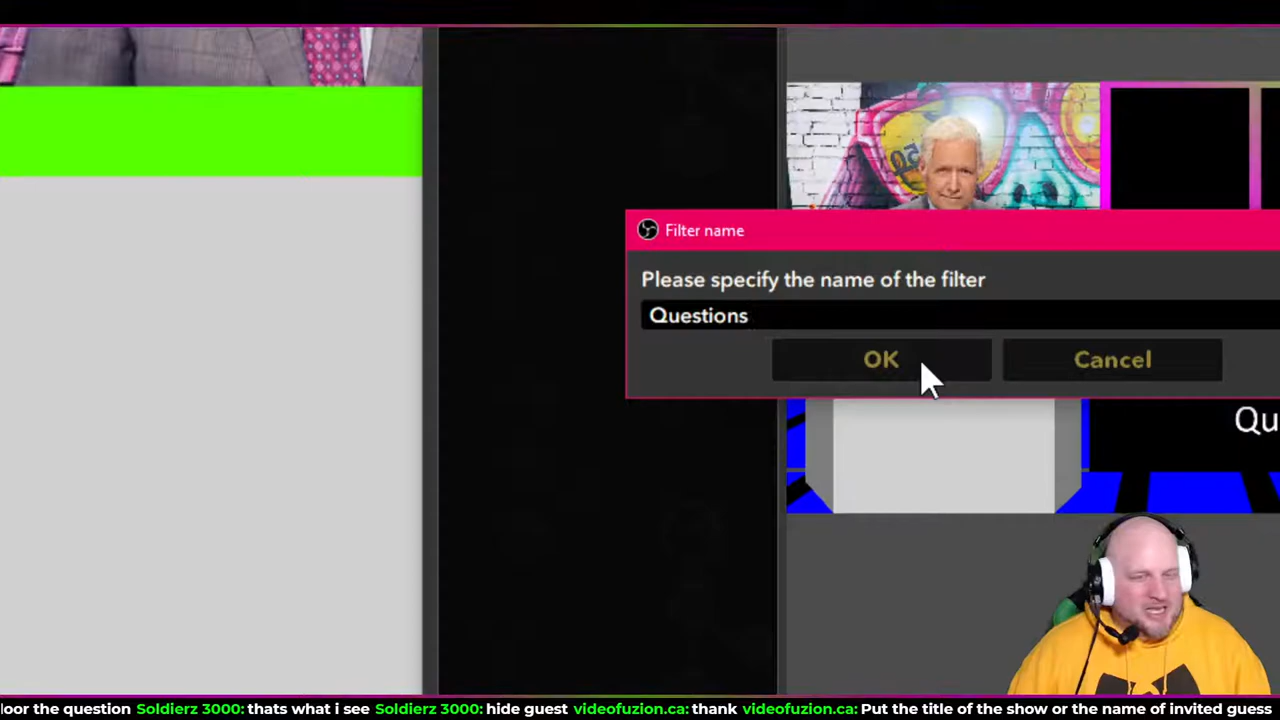 50
Filter name
Please specify the name of the filter
Questions
OK Cancel
Qu
loor the question Soldierz 3000: thats what i see Soldierz 3000: hide guest videofuzion.ca: thank videofuzion.ca: Put the title of the show or the name of invited guess